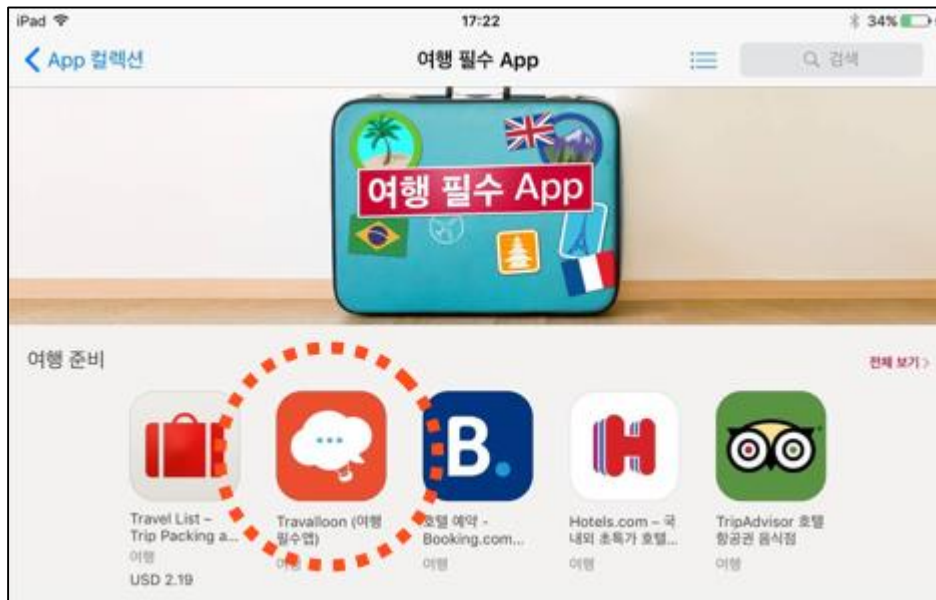 iPad 17:22 34%
App 컬렉션 여행 필수 App 검색
여행 필수 App
여행 준비 전체 보기 >
B.
H
Travel List –
Trip Packing a...
여행
USD 2.19
Travalloon (여행
필수앱)
여행
호텔 예약 -
Booking.com...
여행
Hotels.com – 국
내외 초특가 호텔...
여행
TripAdvisor 호텔
항공권 음식점
여행